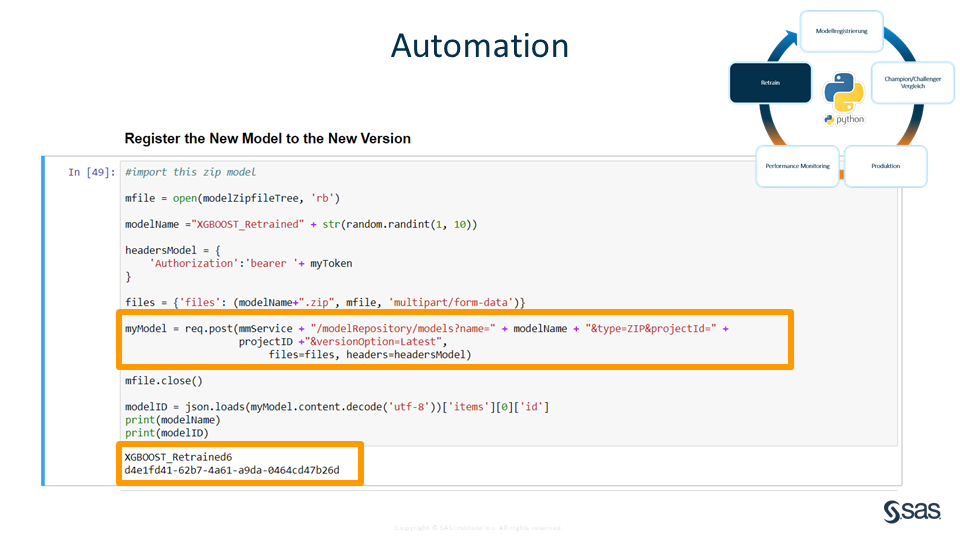 Automation
Modellregistrierung
Retrain
Champion/Challenger
Vergleich
python
Performance Monitoring
Produktion
Register the New Model to the New Version
In [49]:
#import this zip model
mfile = open(modelZipfileTree, 'rb')
modelName ="XGBOOST_Retrained" + str(random.randint(1, 10))
headersModel = {
'Authorization':'bearer '+ myToken
}
files = {'files': (modelName+".zip", mfile, 'multipart/form-data')}
myModel = req.post(mmService + "/modelRepository/models?name=" + modelName + "&type=ZIP&projectId=" +
projectID +"&versionOption=Latest",
files=files, headers=headersModel)
mfile.close()
modelID = json.loads(myModel.content.decode('utf-8'))['items'][0]['id']
print(modelName)
print(modelID)
XGBOOST_Retrained6
d4e1fd41-62b7-4a61-a9da-0464cd47b26d
sas
Copyright © SAS Institute Inc. All rights reserved.